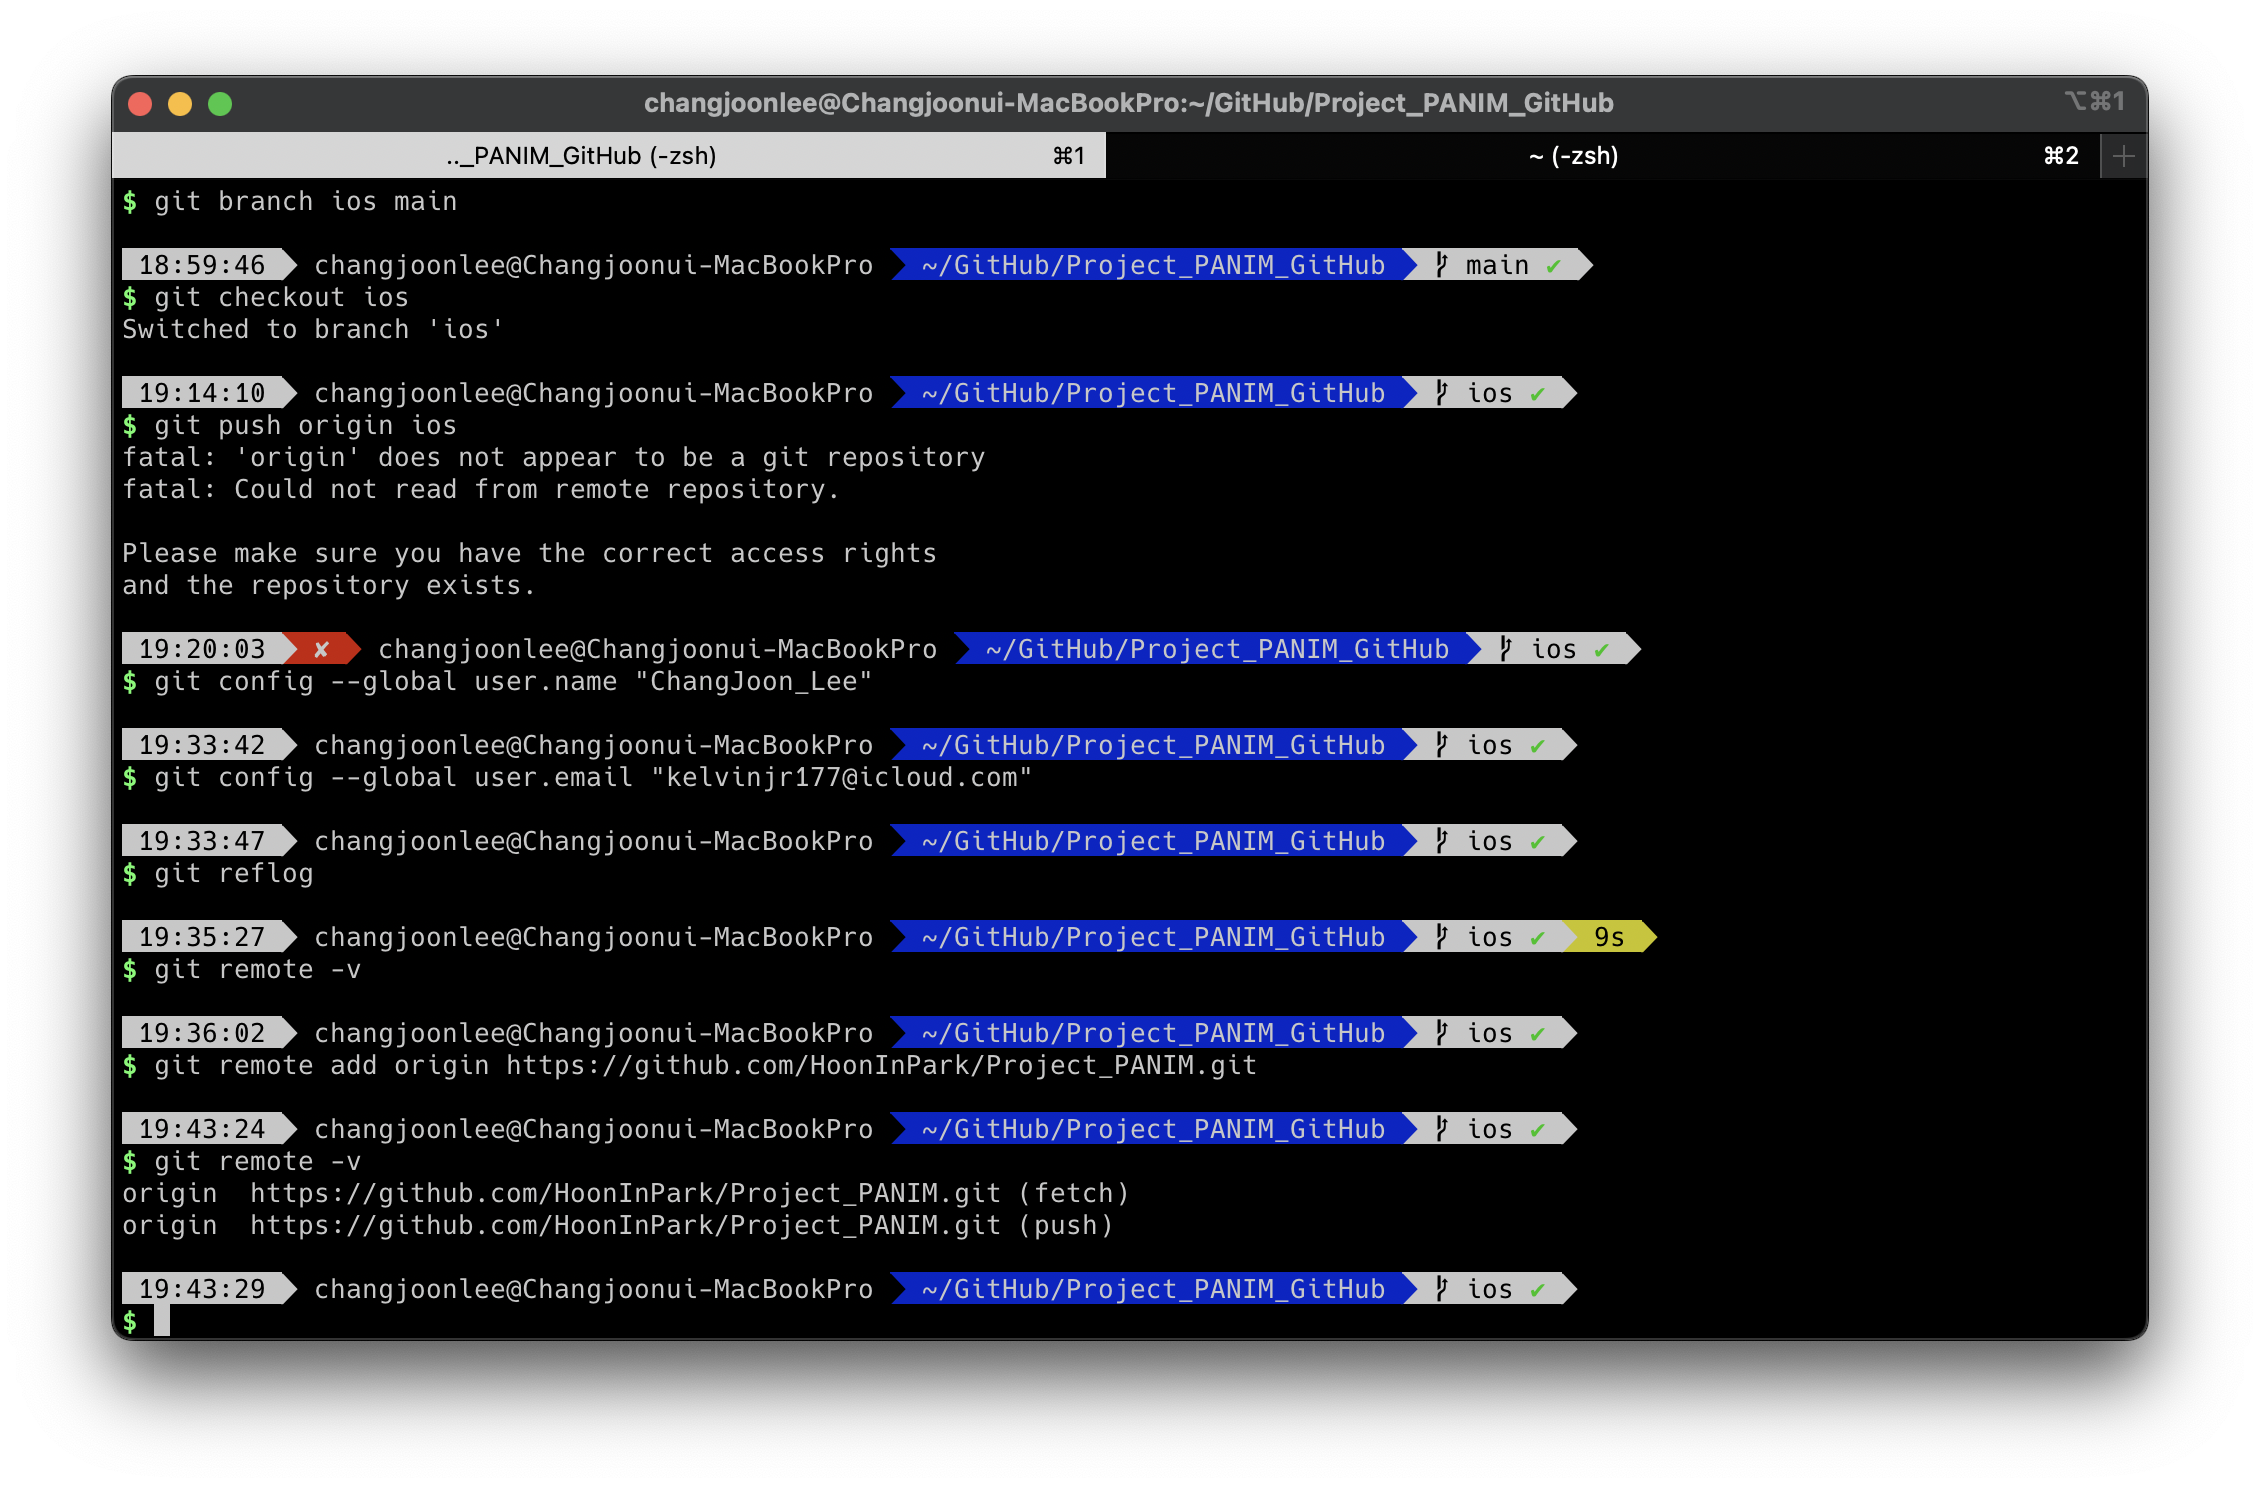 changjoonlee@Changjoonui-MacBookPro:~/GitHub/Project_PANIM_GitHub ⌥⌘1
.._PANIM_GitHub (-zsh) ⌘1 ~ (-zsh) ⌘2
$ git branch ios main
18:59:46 changjoonlee@Changjoonui-MacBookPro ~/GitHub/Project_PANIM_GitHub main ✔
$ git checkout ios
Switched to branch 'ios'
19:14:10 changjoonlee@Changjoonui-MacBookPro ~/GitHub/Project_PANIM_GitHub ios ✔
$ git push origin ios
fatal: 'origin' does not appear to be a git repository
fatal: Could not read from remote repository.
Please make sure you have the correct access rights
and the repository exists.
19:20:03 ✘ changjoonlee@Changjoonui-MacBookPro ~/GitHub/Project_PANIM_GitHub ios ✔
$ git config --global user.name "ChangJoon_Lee"
19:33:42 changjoonlee@Changjoonui-MacBookPro ~/GitHub/Project_PANIM_GitHub ios ✔
$ git config --global user.email "kelvinjr177@icloud.com"
19:33:47 changjoonlee@Changjoonui-MacBookPro ~/GitHub/Project_PANIM_GitHub ios ✔
$ git reflog
19:35:27 changjoonlee@Changjoonui-MacBookPro ~/GitHub/Project_PANIM_GitHub ios ✔ 9s
$ git remote -v
19:36:02 changjoonlee@Changjoonui-MacBookPro ~/GitHub/Project_PANIM_GitHub ios ✔
$ git remote add origin https://github.com/HoonInPark/Project_PANIM.git
19:43:24 changjoonlee@Changjoonui-MacBookPro ~/GitHub/Project_PANIM_GitHub ios ✔
$ git remote -v
origin  https://github.com/HoonInPark/Project_PANIM.git (fetch)
origin  https://github.com/HoonInPark/Project_PANIM.git (push)
19:43:29 changjoonlee@Changjoonui-MacBookPro ~/GitHub/Project_PANIM_GitHub ios ✔
$